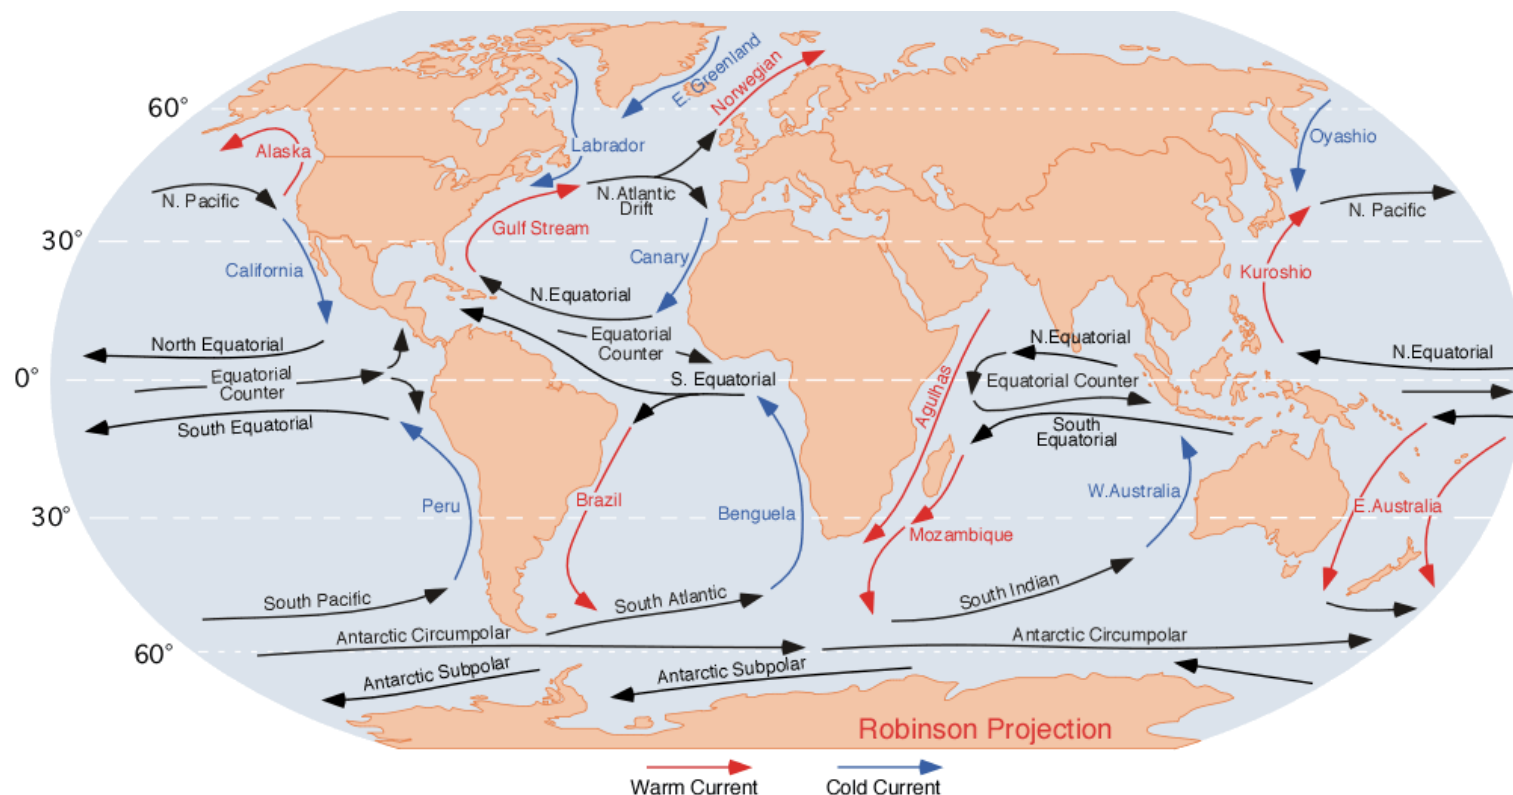 60°
E. Greenland
Norwegian
Labrador
Oyashio
Alaska
N. Pacific
N. Atlantic
Drift
N. Pacific
30°
Gulf Stream
California
Canary
Kuroshio
N.Equatorial
North Equatorial
Equatorial
Counter
N.Equatorial
N.Equatorial
0°
Equatorial
Counter
S. Equatorial
Equatorial Counter
Agulhas
South Equatorial
South
Equatorial
Peru
Brazil
Benguela
W.Australia
E.Australia
30°
Mozambique
South Pacific
South Atlantic
South Indian
Antarctic Circumpolar
Antarctic Circumpolar
60°
Antarctic Subpolar
Antarctic Subpolar
Robinson Projection
Warm Current
Cold Current